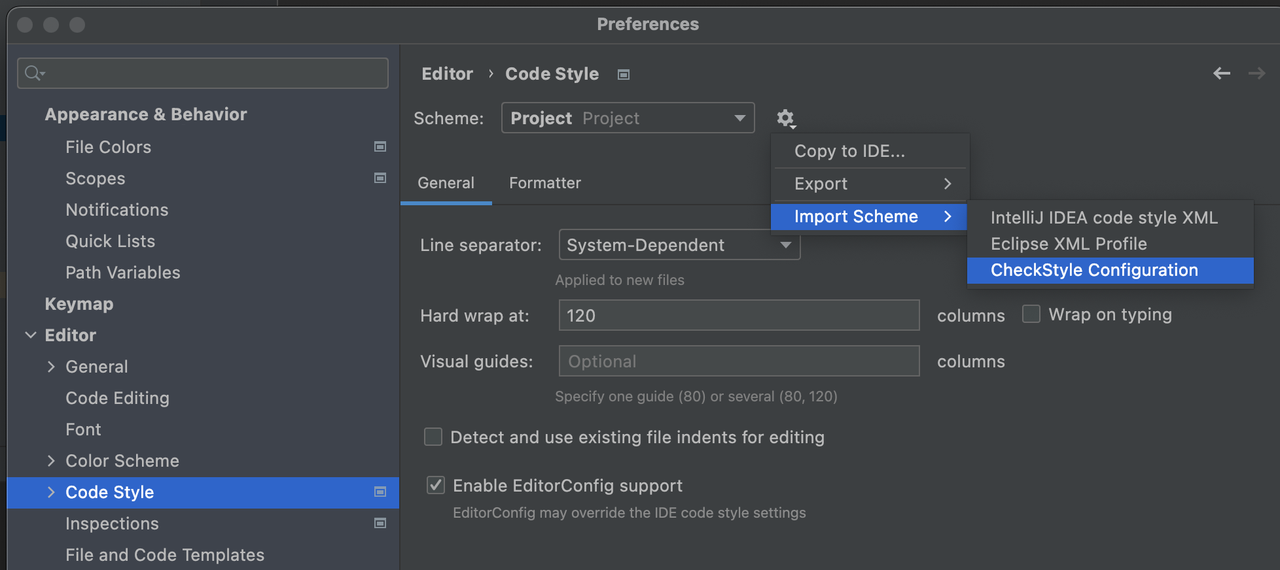 Preferences
Appearance & Behavior
File Colors
Scopes
Notifications
Quick Lists
Path Variables
Keymap
Editor
General
Code Editing
Font
Color Scheme
Code Style
Inspections
File and Code Templates
Editor › Code Style
Scheme: Project Project
Copy to IDE...
Export
Import Scheme
IntelliJ IDEA code style XML
Eclipse XML Profile
CheckStyle Configuration
General Formatter
Line separator: System-Dependent
Applied to new files
Hard wrap at: 120 columns Wrap on typing
Visual guides: Optional columns
Specify one guide (80) or several (80, 120)
Detect and use existing file indents for editing
Enable EditorConfig support
EditorConfig may override the IDE code style settings